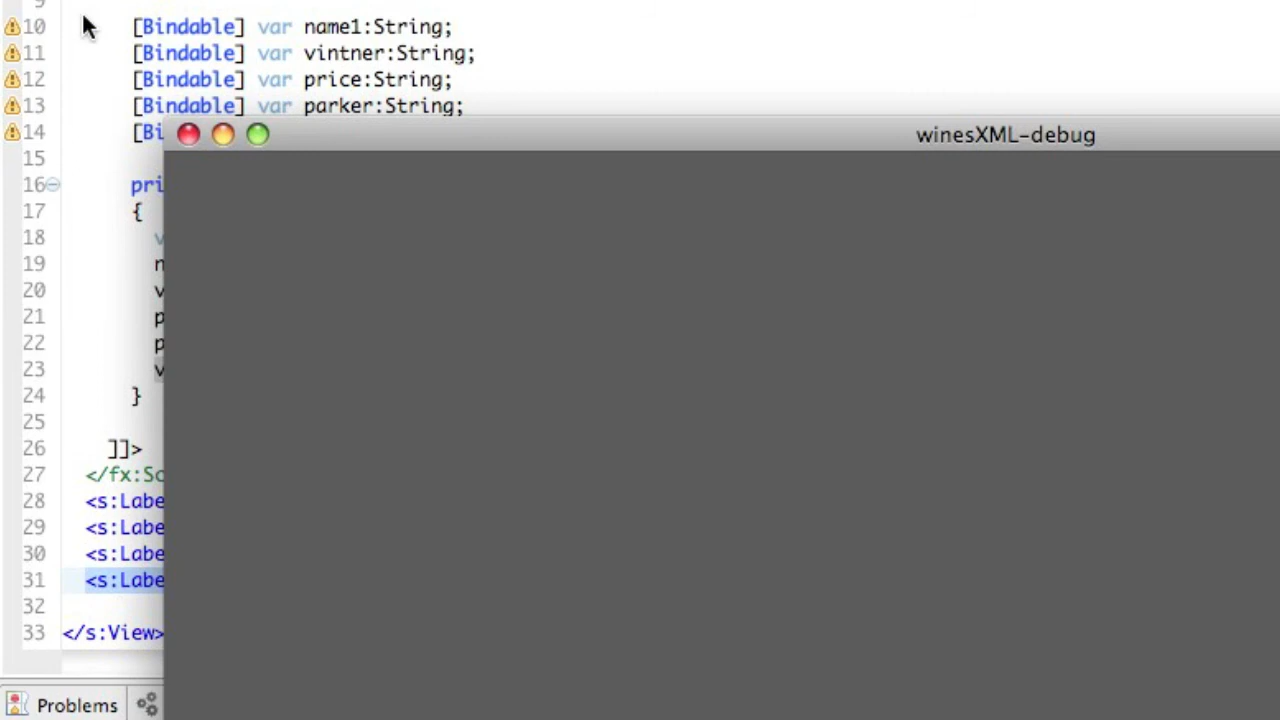 9
10 [Bindable] var name1:String;
11 [Bindable] var vintner:String;
12 [Bindable] var price:String;
13 [Bindable] var parker:String;
14 [Bi
winesXML-debug
15
16 pri
17 {
18 v
19 n
20 v
21 p
22 p
23 v
24 }
25
26 ]]>
27 </fx:Sc
28 <s:Labe
29 <s:Labe
30 <s:Labe
31 <s:Labe
32
33 </s:View>
Problems